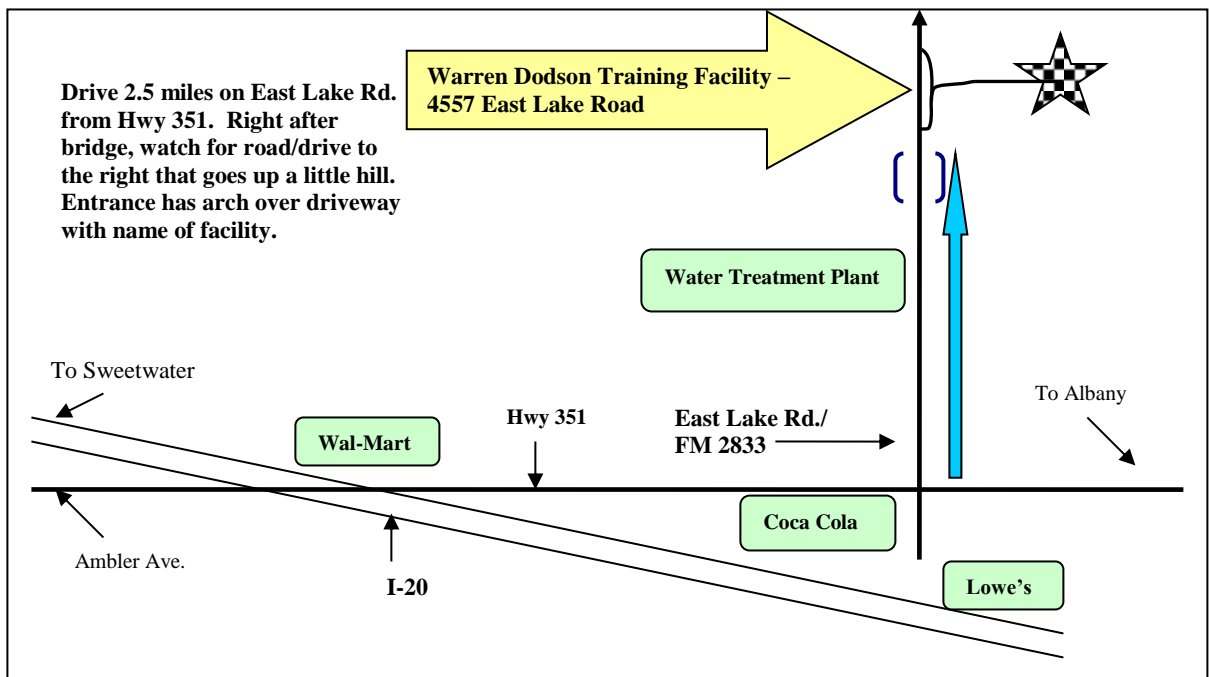 Warren Dodson Training Facility –
4557 East Lake Road
Drive 2.5 miles on East Lake Rd.
from Hwy 351.  Right after
bridge, watch for road/drive to
the right that goes up a little hill.
Entrance has arch over driveway
with name of facility.
Water Treatment Plant
To Sweetwater
To Albany
Hwy 351
East Lake Rd./
FM 2833
Wal-Mart
Coca Cola
Ambler Ave.
I-20
Lowe's